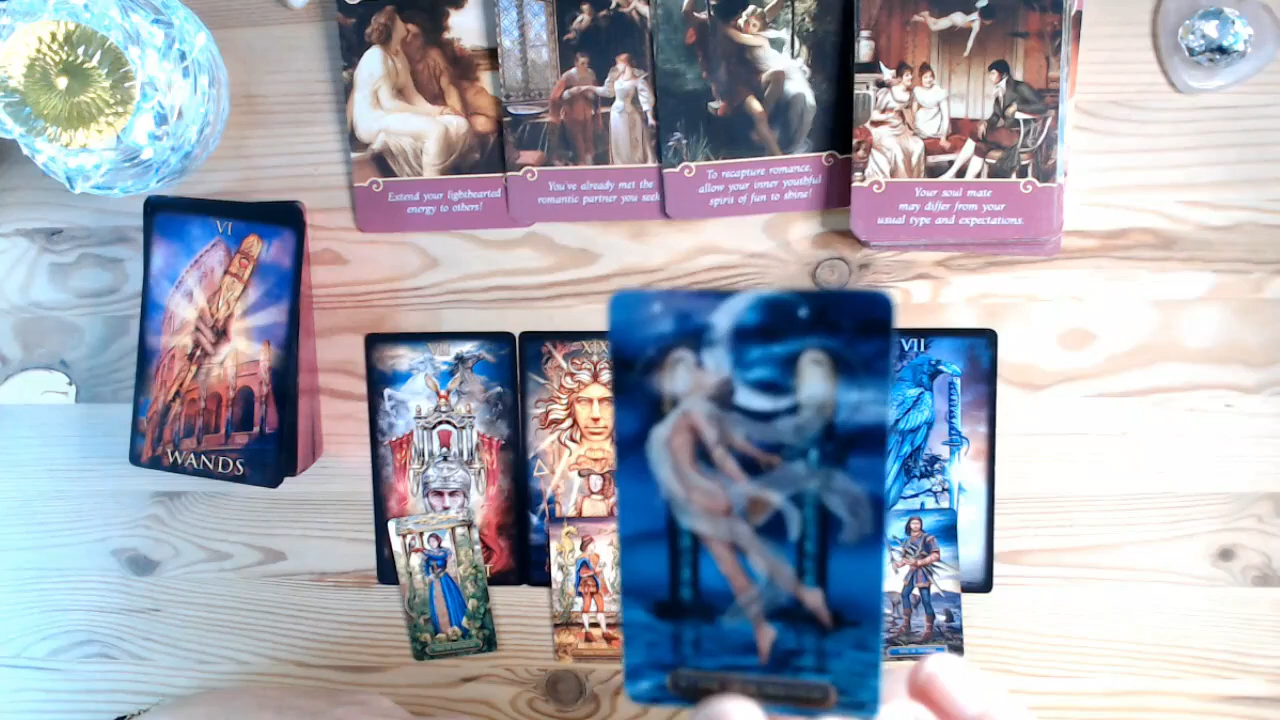 Extend your lighthearted
energy to others!
You've already met the
romantic partner you seek
To recapture romance,
allow your inner youthful
spirit of fun to shine!
Your soul mate
may differ from your
usual type and expectations.
VI
WANDS
VII
XIX
VII